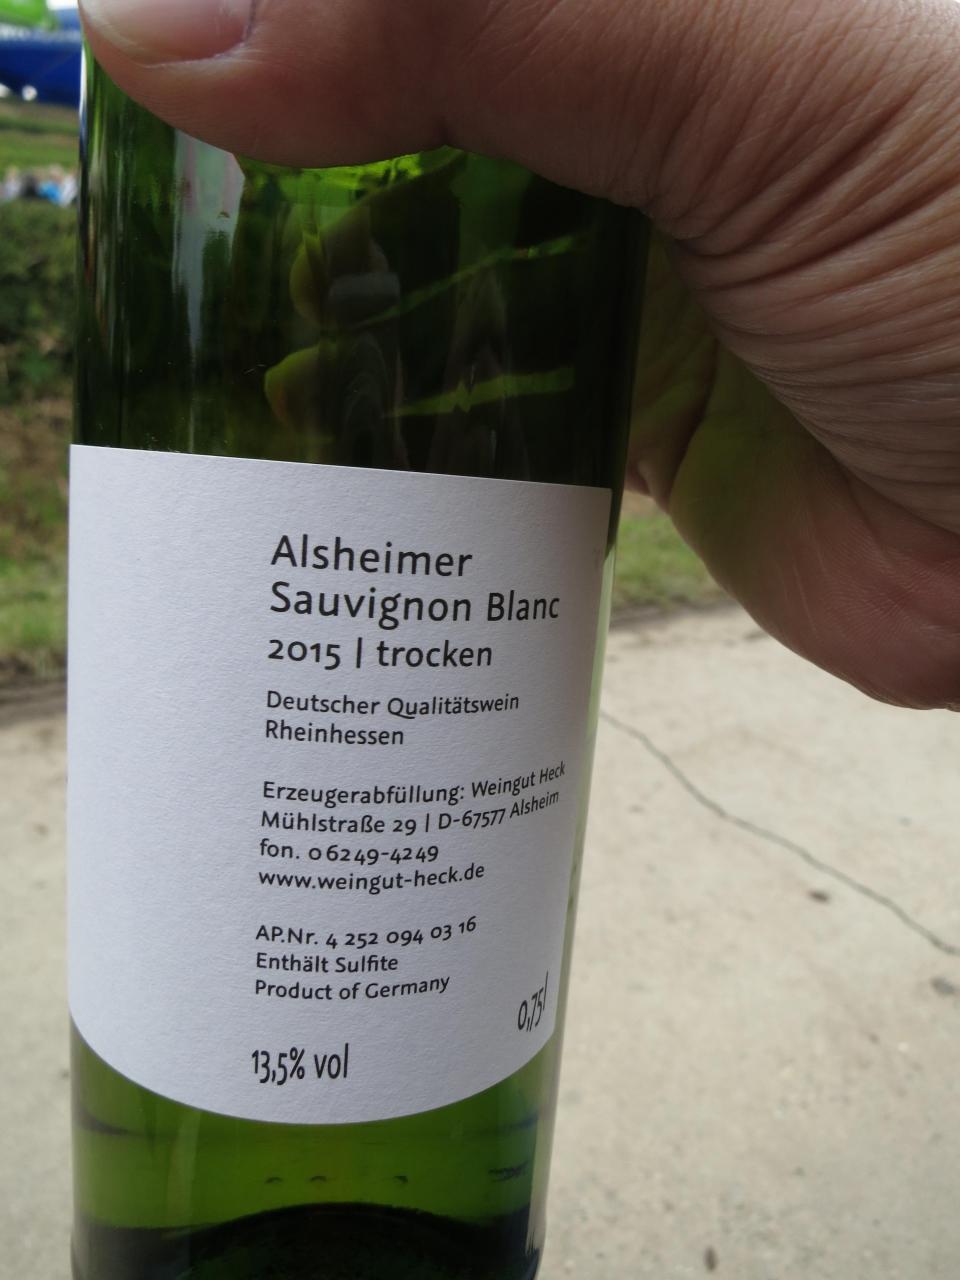 Alsheimer
Sauvignon Blanc
2015 | trocken
Deutscher Qualitätswein
Rheinhessen
Erzeugerabfüllung: Weingut Heck
Mühlstraße 29 | D-67577 Alsheim
fon. 0 6249-4249
www.weingut-heck.de
AP.Nr. 4 252 094 03 16
Enthält Sulfite
Product of Germany
0,75l
13,5% vol